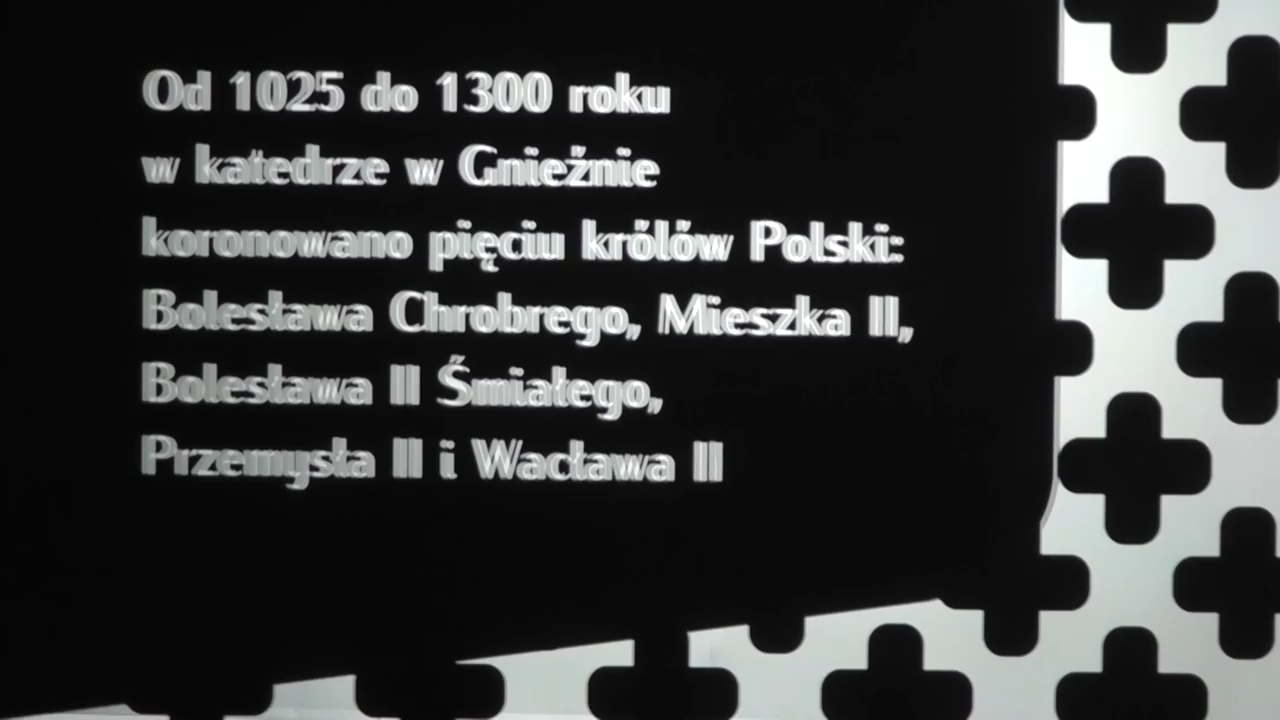 Od 1025 do 1300 roku
w katedrze w Gnieźnie
koronowano pięciu królów Polski:
Bolesława Chrobrego, Mieszka II,
Bolesława II Śmiałego,
Przemysła II i Wacława II